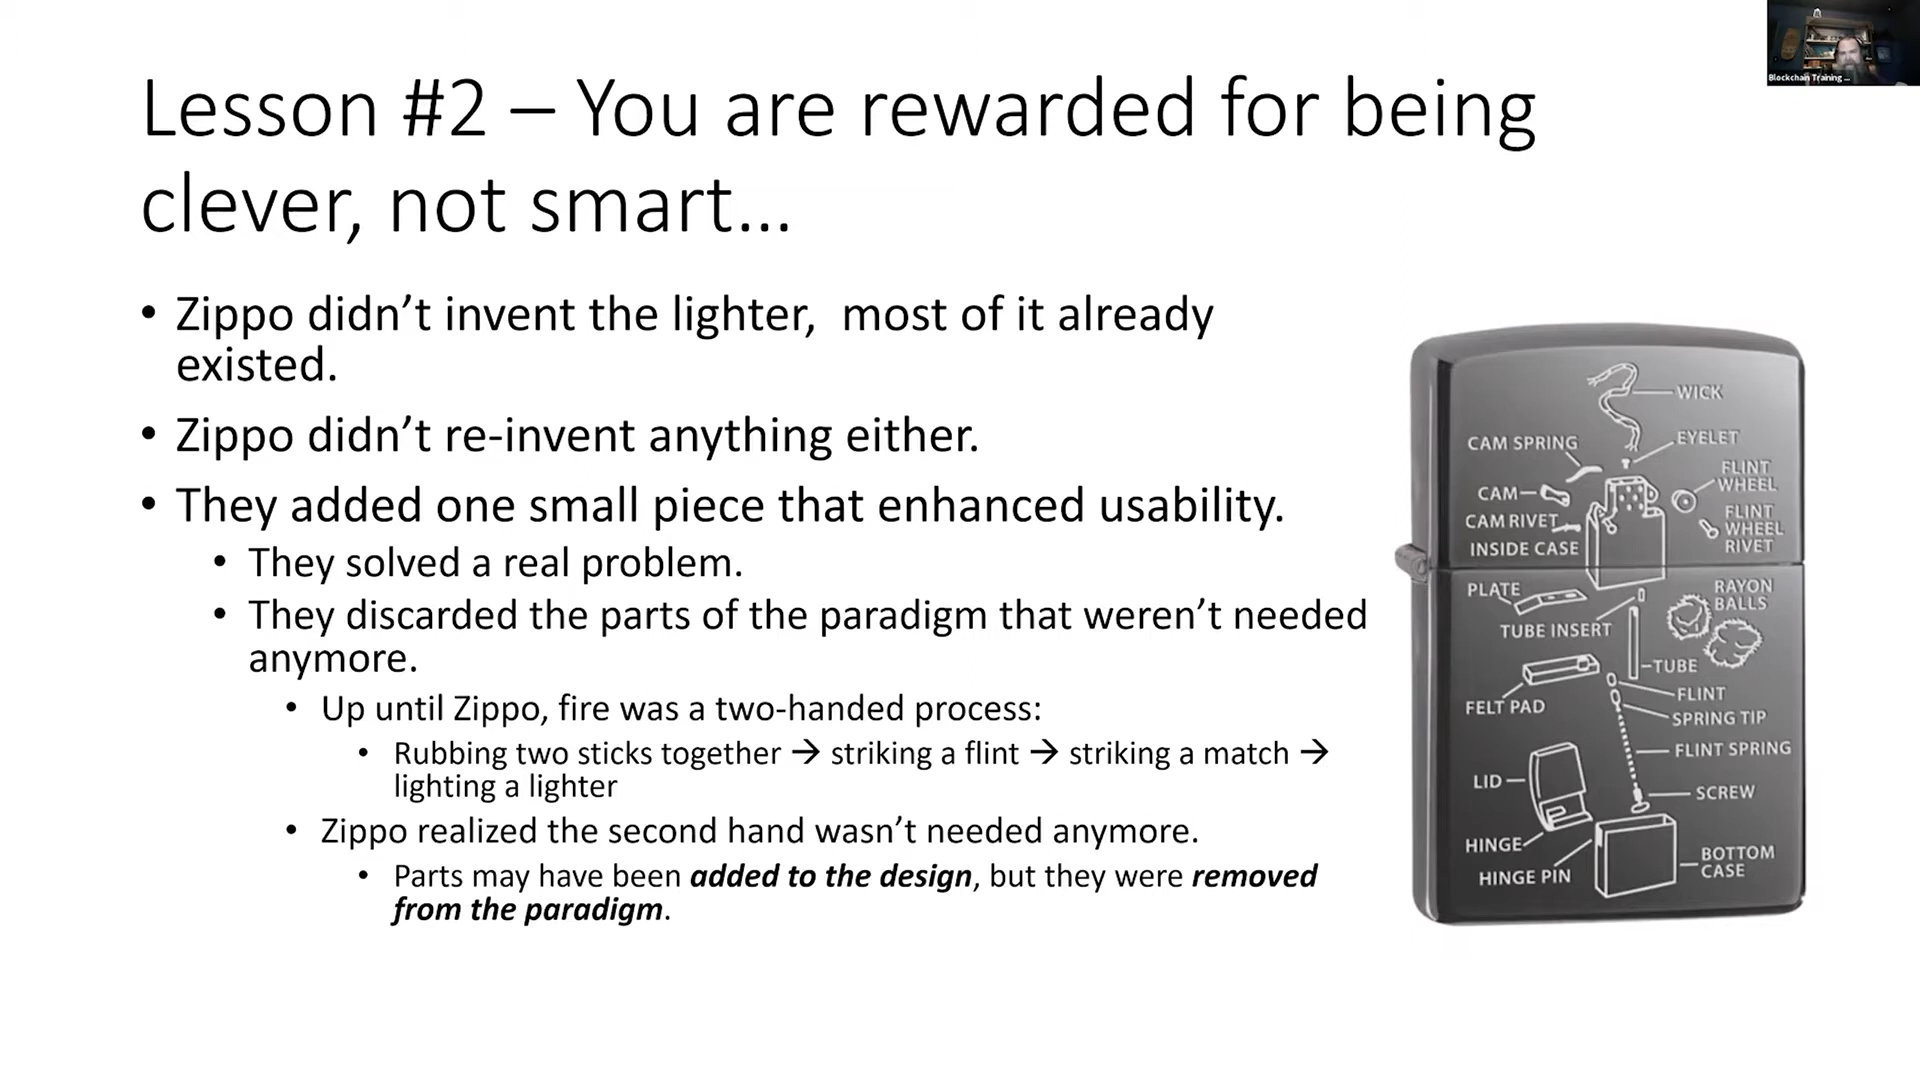 Lesson #2 – You are rewarded for being
clever, not smart…
• Zippo didn’t invent the lighter,  most of it already
existed.
• Zippo didn’t re-invent anything either.
• They added one small piece that enhanced usability.
• They solved a real problem.
• They discarded the parts of the paradigm that weren’t needed
anymore.
• Up until Zippo, fire was a two-handed process:
• Rubbing two sticks together → striking a flint → striking a match →
lighting a lighter
• Zippo realized the second hand wasn’t needed anymore.
• Parts may have been added to the design, but they were removed
from the paradigm.
WICK
CAM SPRING
EYELET
FLINT
WHEEL
CAM
CAM RIVET
FLINT
WHEEL
RIVET
INSIDE CASE
PLATE
RAYON
BALLS
TUBE INSERT
TUBE
FELT PAD
FLINT
SPRING TIP
FLINT SPRING
LID
SCREW
HINGE
HINGE PIN
BOTTOM
CASE
Blockchain Training ...